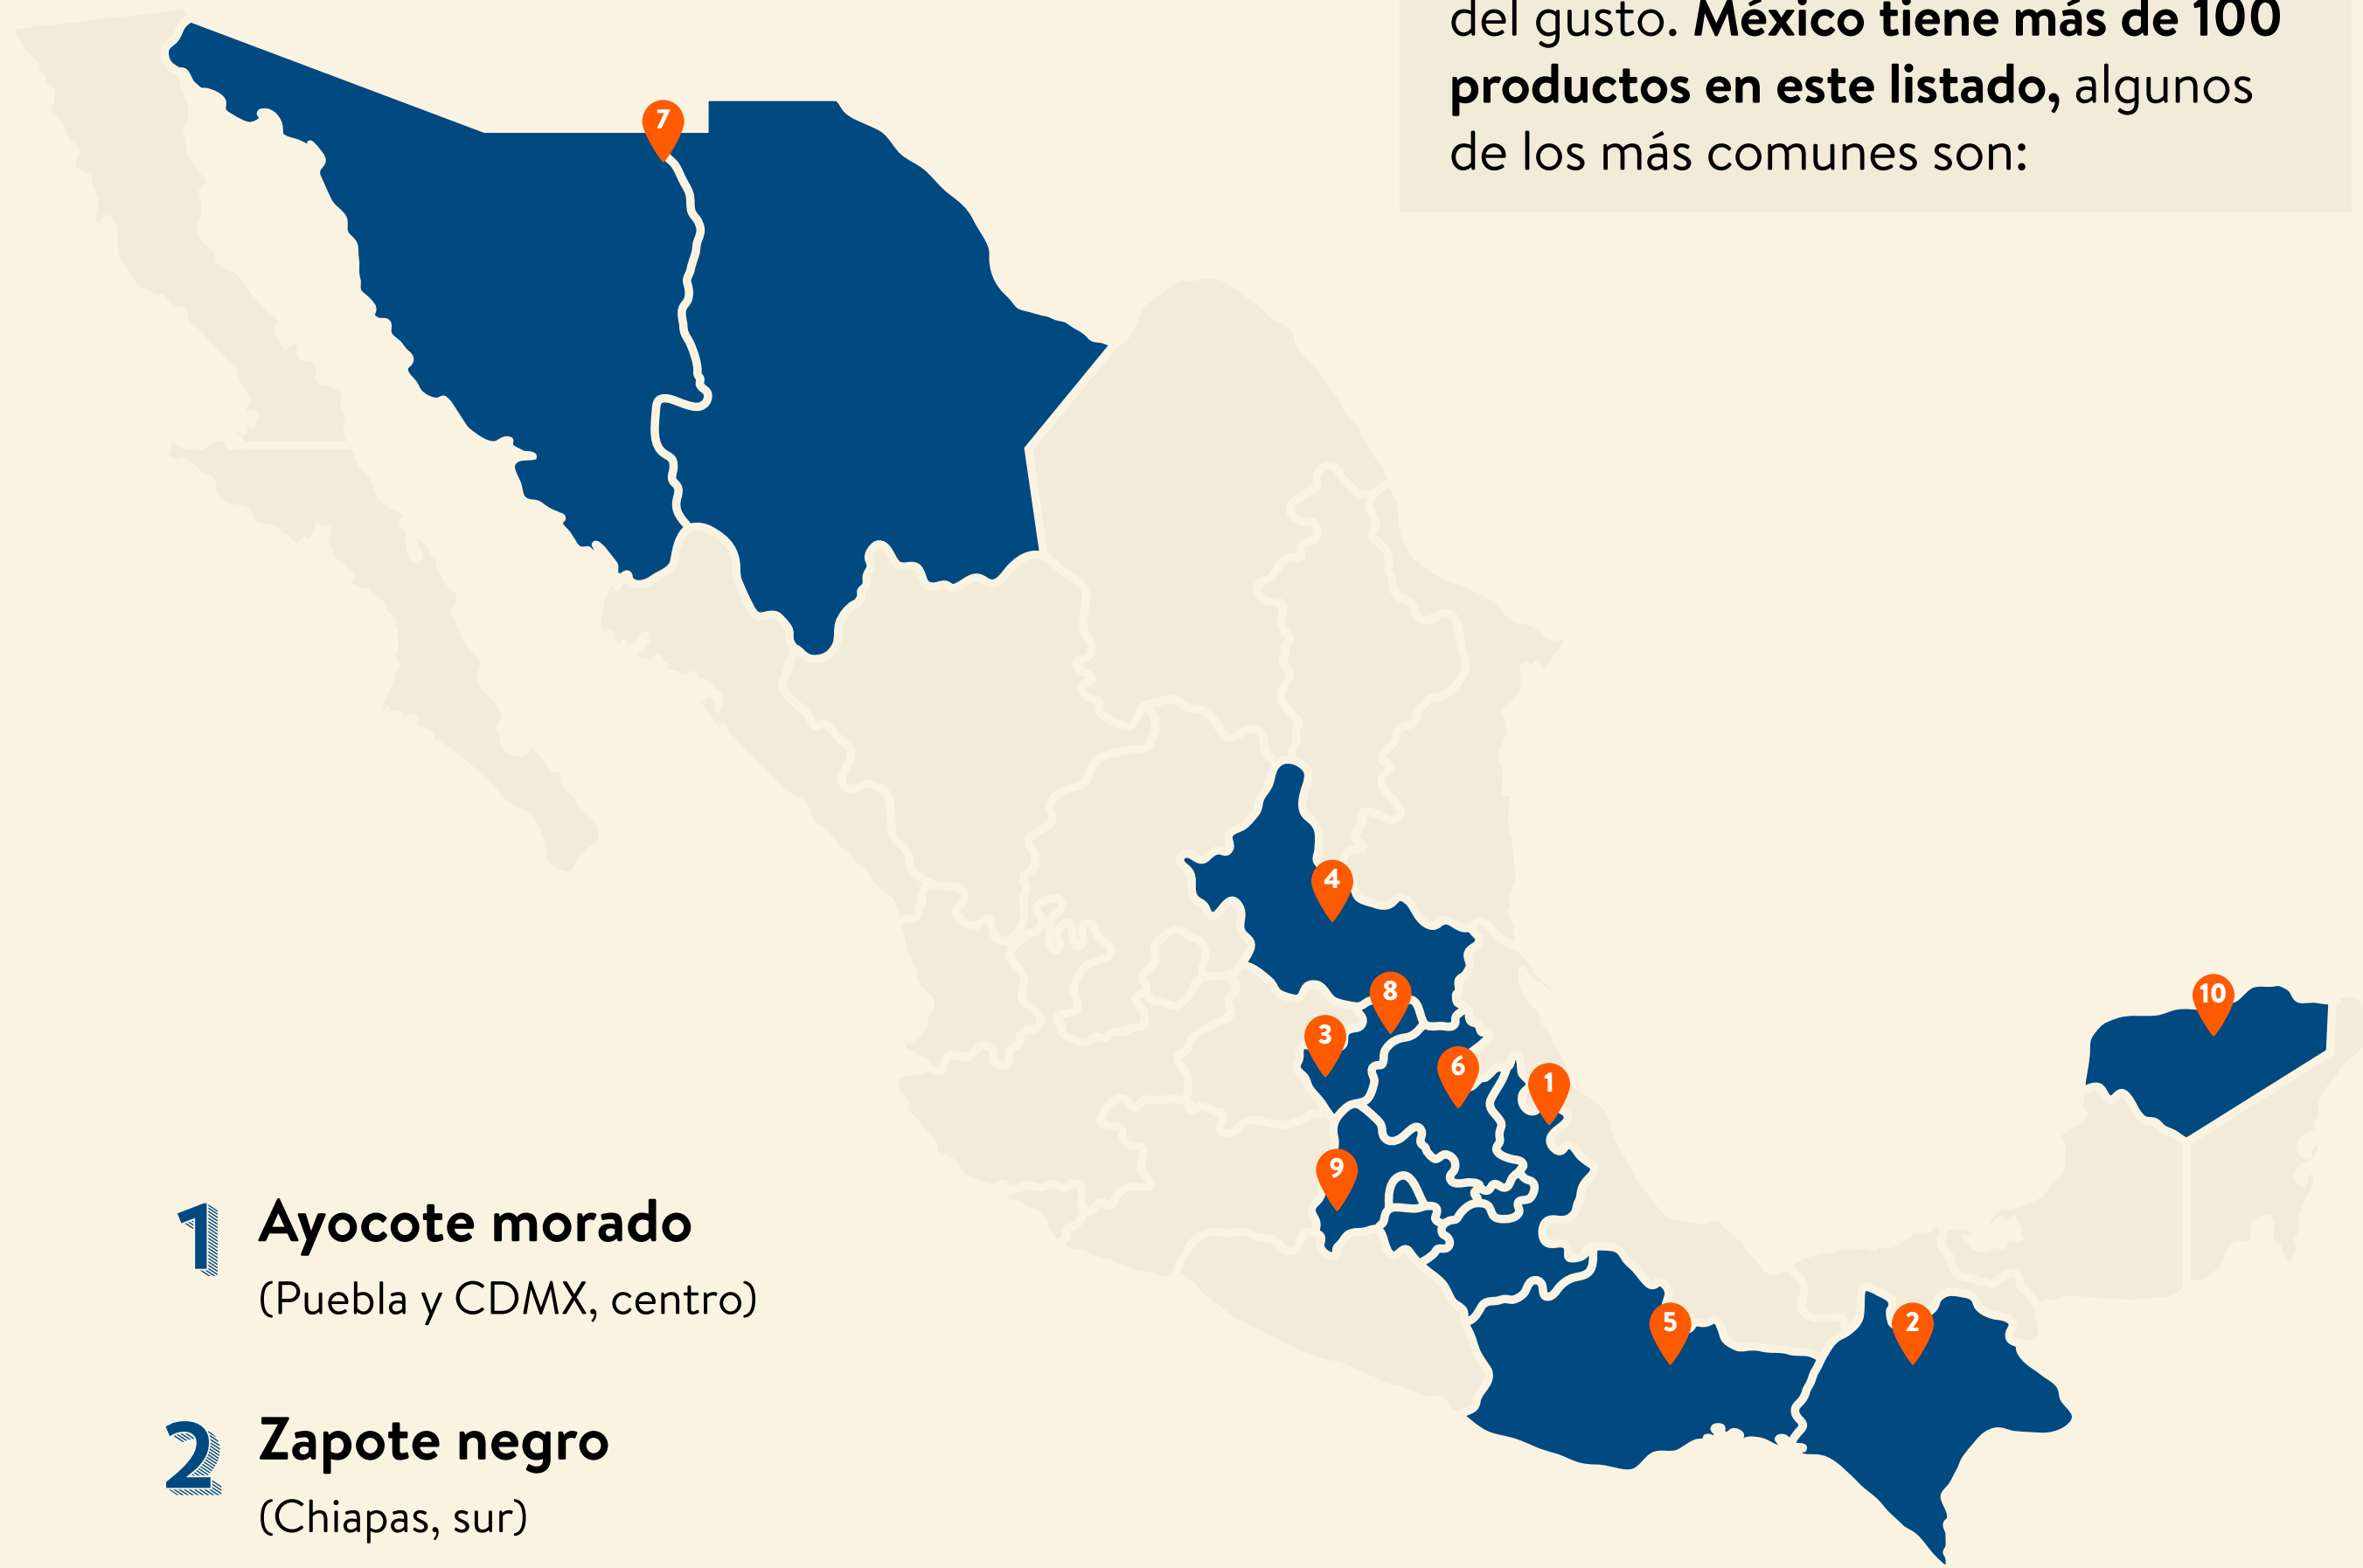 del gusto. México tiene más de 100
productos en este listado, algunos
de los más comunes son:
7
4
8
10
3
6
1
9
5
2
1 Ayocote morado
(Puebla y CDMX, centro)
2 Zapote negro
(Chiapas, sur)